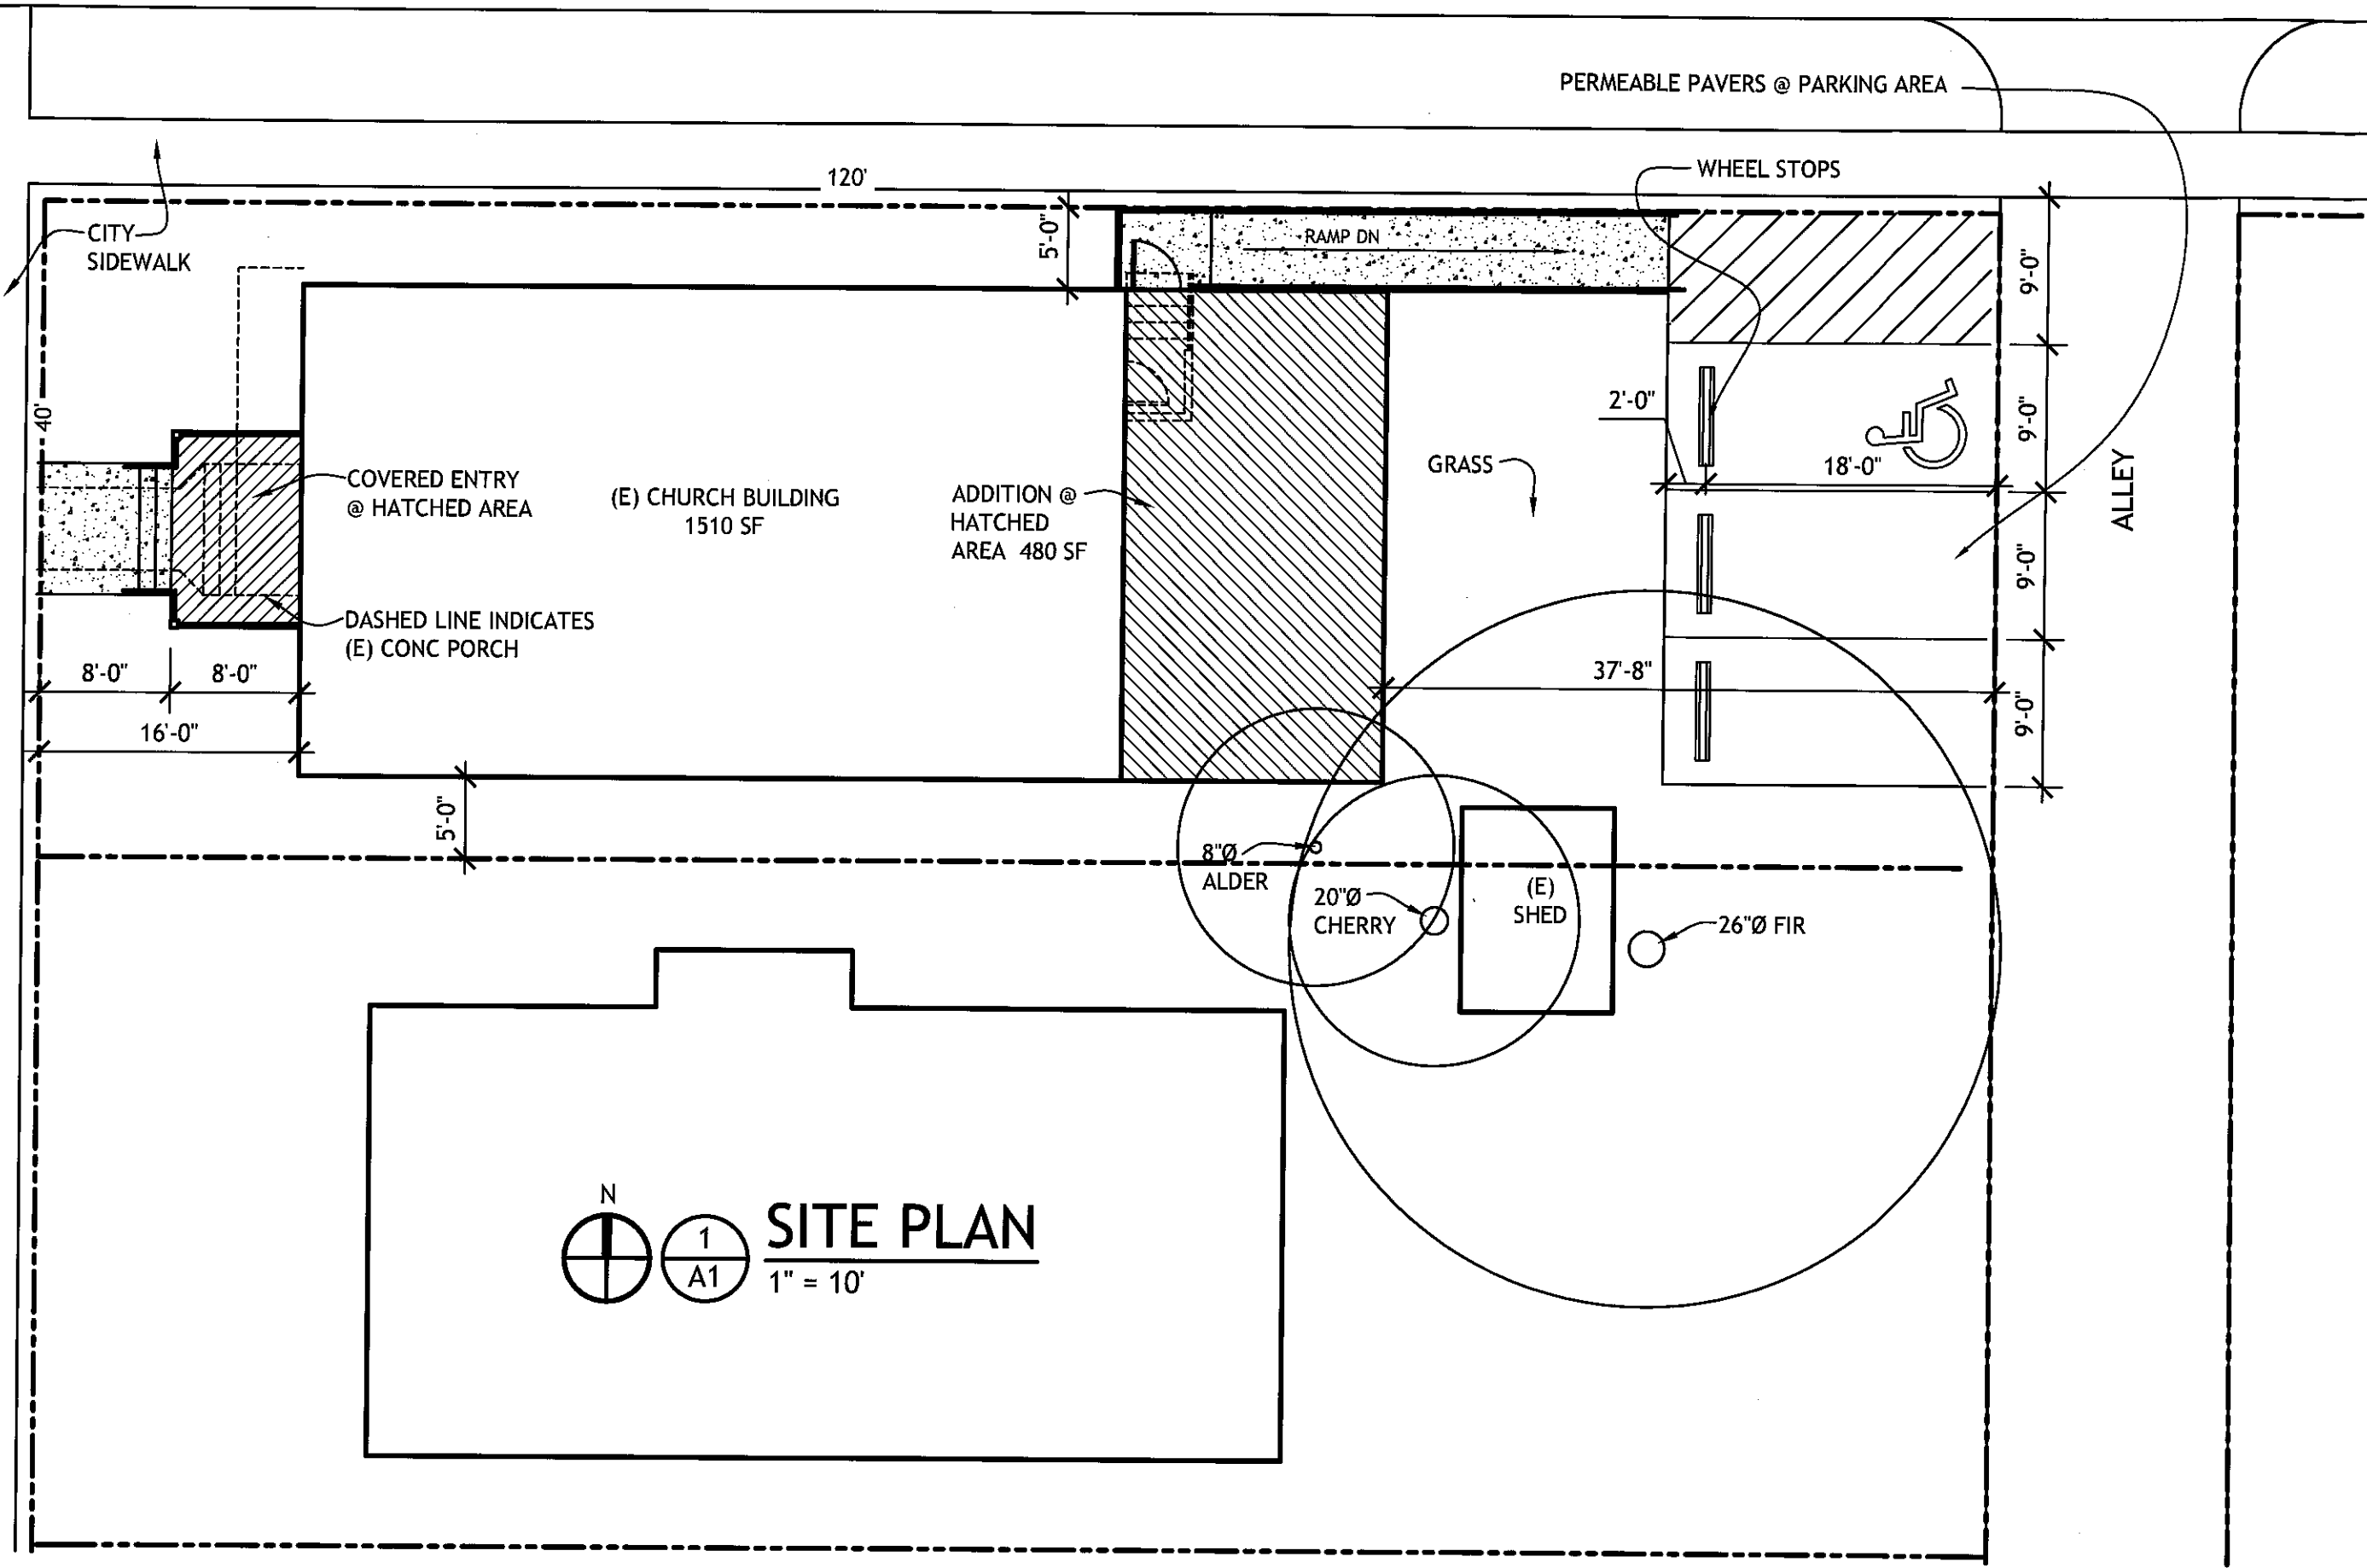 PERMEABLE PAVERS @ PARKING AREA
WHEEL STOPS
120'
CITY
SIDEWALK
5'-0"
RAMP DN
9'-0"
40'
2'-0"
9'-0"
18'-0"
ALLEY
GRASS
COVERED ENTRY
@ HATCHED AREA
(E) CHURCH BUILDING
1510 SF
ADDITION @
HATCHED
AREA 480 SF
9'-0"
DASHED LINE INDICATES
(E) CONC PORCH
8'-0"
8'-0"
37'-8"
9'-0"
16'-0"
5'-0"
8"Ø
ALDER
20"Ø
CHERRY
(E)
SHED
26"Ø FIR
N
1
A1
SITE PLAN
1" = 10'